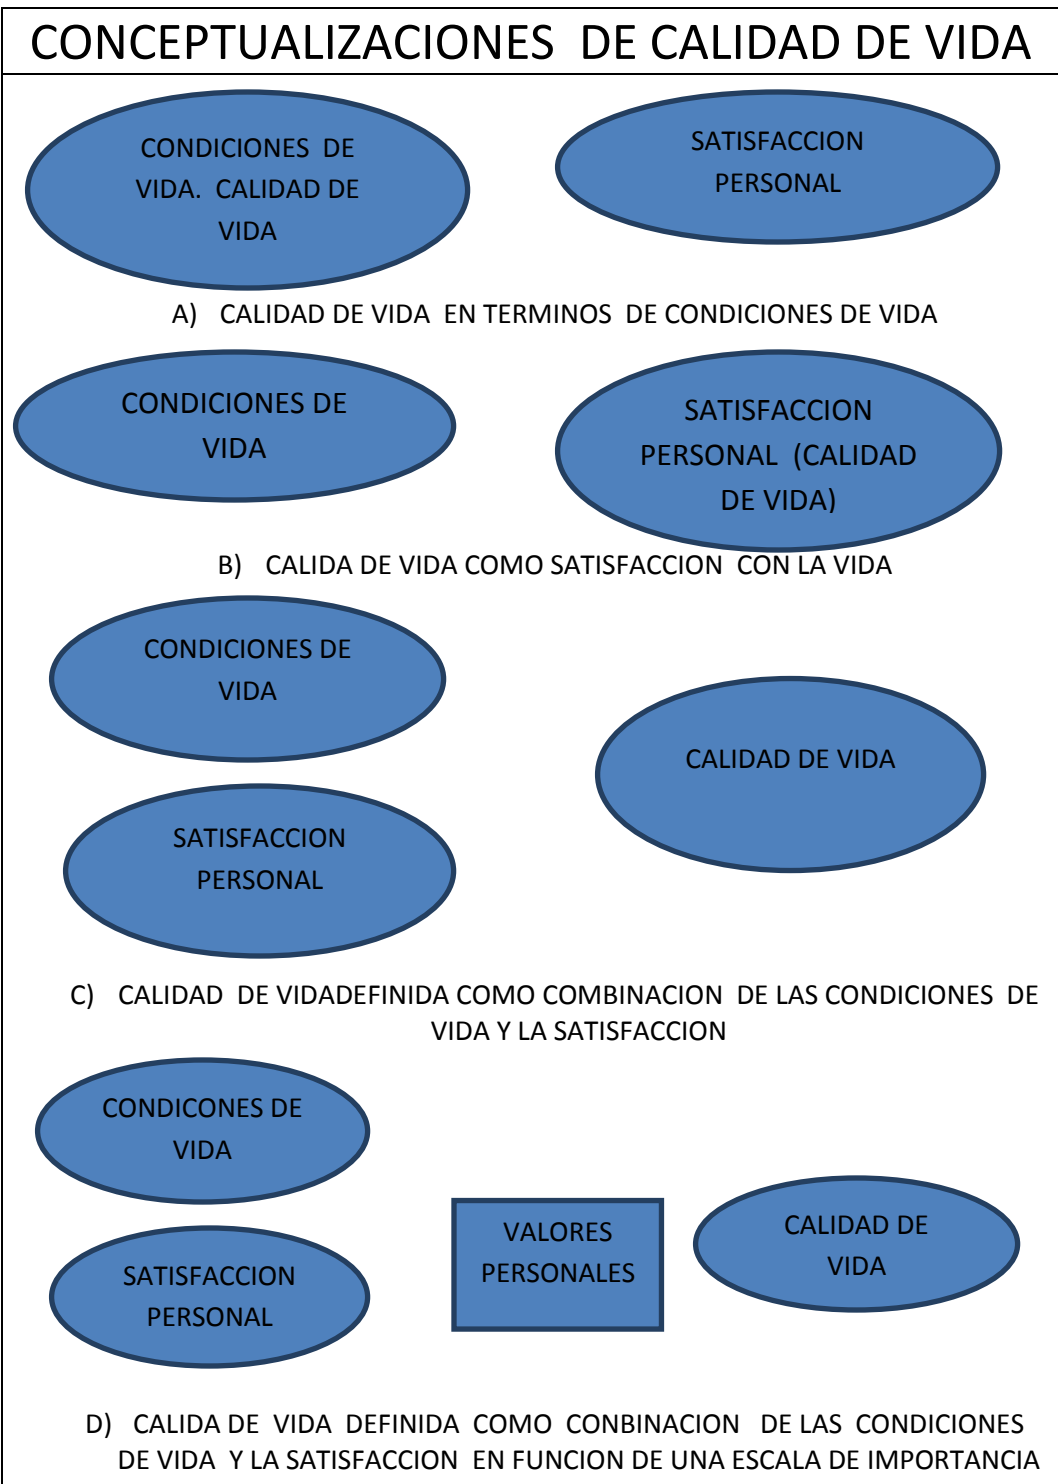 CONCEPTUALIZACIONES DE CALIDAD DE VIDA
CONDICIONES DE
VIDA. CALIDAD DE
VIDA
SATISFACCION
PERSONAL
A) CALIDAD DE VIDA EN TERMINOS DE CONDICIONES DE VIDA
CONDICIONES DE
VIDA
SATISFACCION
PERSONAL (CALIDAD
DE VIDA)
B) CALIDA DE VIDA COMO SATISFACCION CON LA VIDA
CONDICIONES DE
VIDA
SATISFACCION
PERSONAL
CALIDAD DE VIDA
C) CALIDAD DE VIDADEFINIDA COMO COMBINACION DE LAS CONDICIONES DE
VIDA Y LA SATISFACCION
CONDICONES DE
VIDA
SATISFACCION
PERSONAL
VALORES
PERSONALES
CALIDAD DE
VIDA
D) CALIDA DE VIDA DEFINIDA COMO CONBINACION DE LAS CONDICIONES
DE VIDA Y LA SATISFACCION EN FUNCION DE UNA ESCALA DE IMPORTANCIA